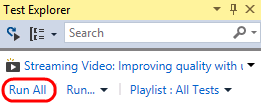 Test Explorer
Search
Streaming Video: Improving quality with
Run All Run... Playlist : All Tests